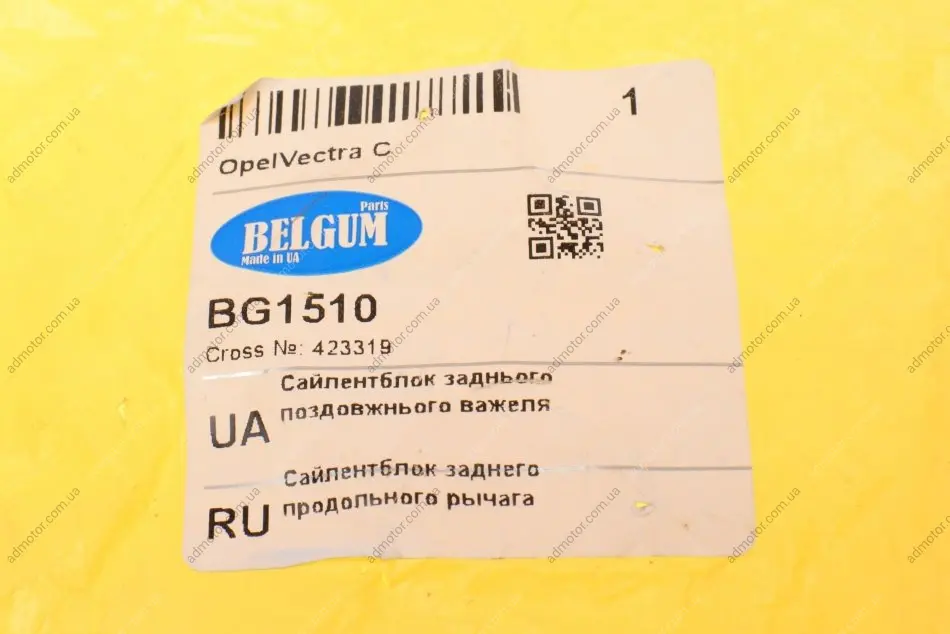 1
OpelVectra C
Paris
BELGUM
Made in UA
BG1510
Cross №: 423319
UA
Сайлентблок заднього
поздовжнього важеля
RU
Сайлентблок заднего
продольного рычага
admotor.com.ua